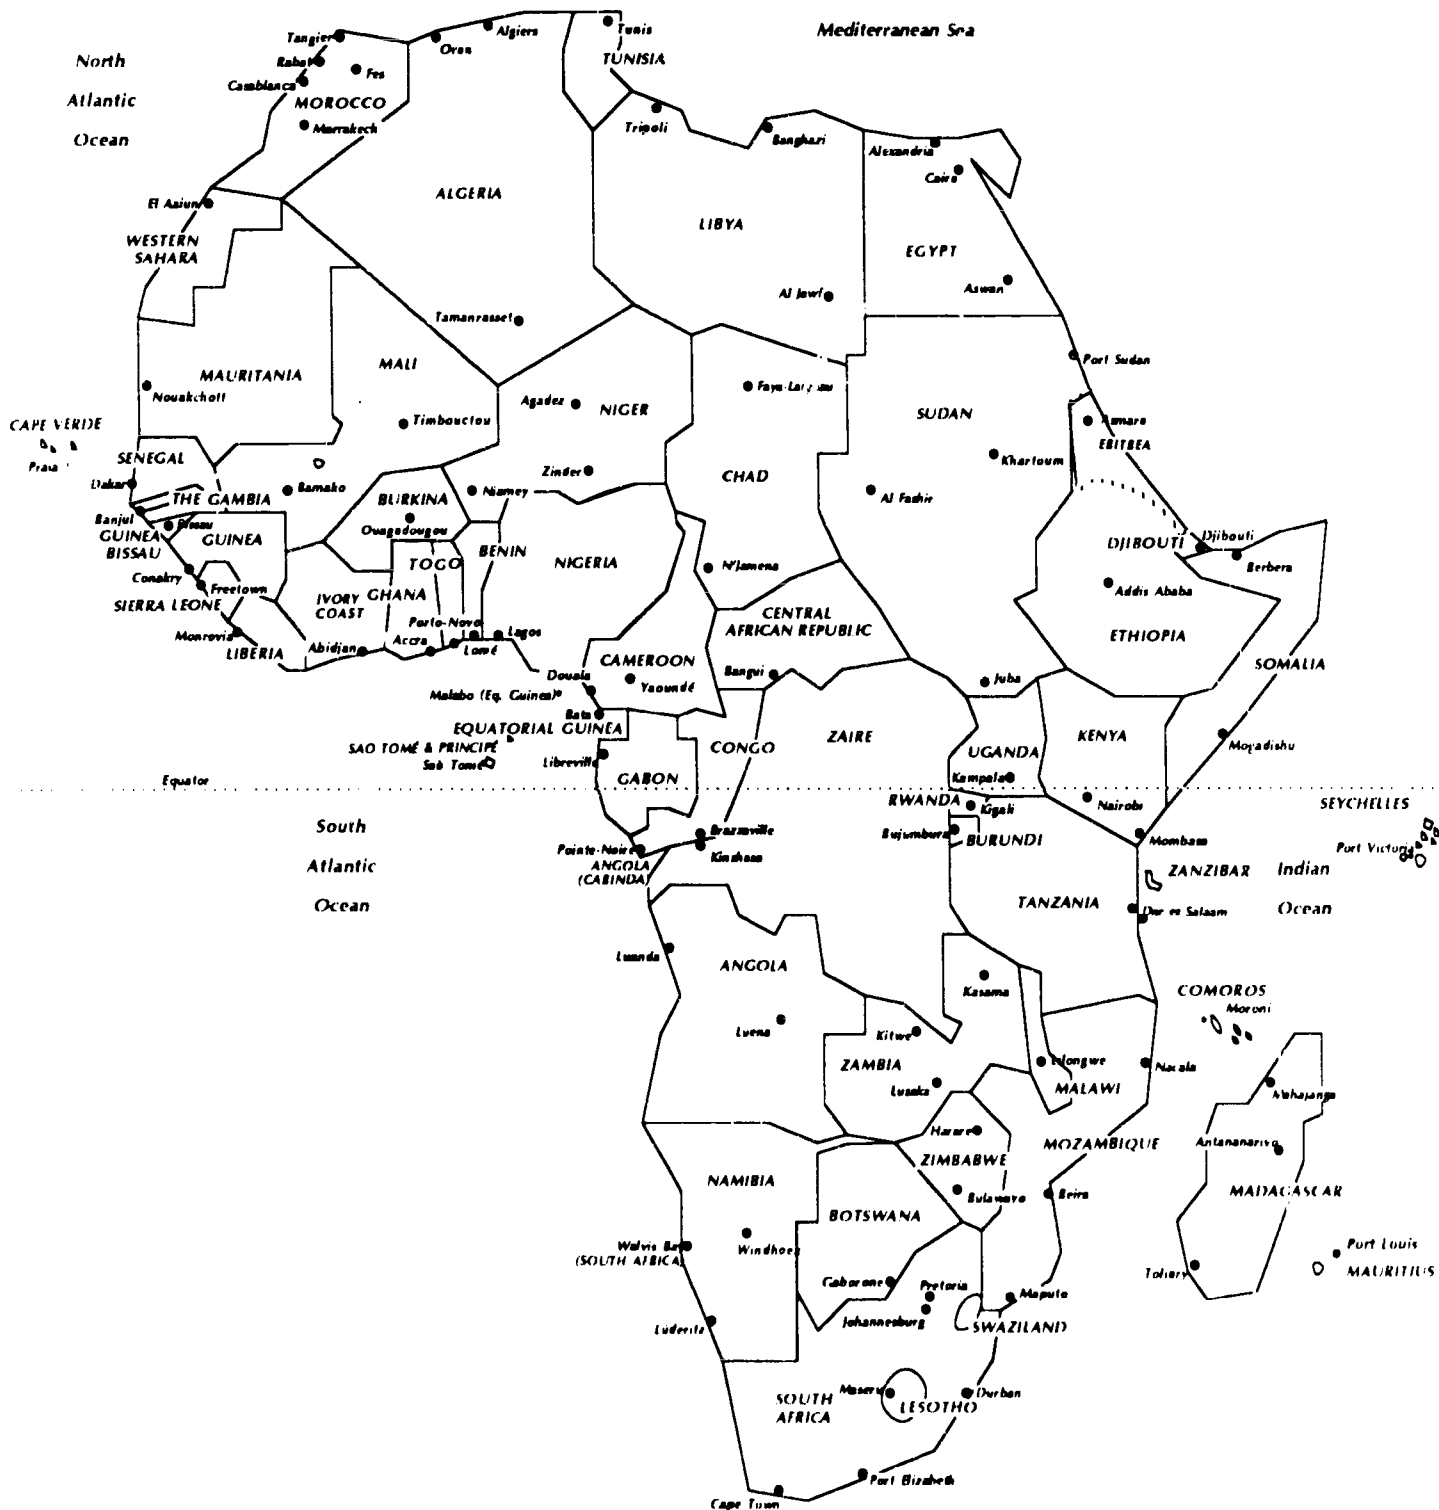 Mediterranean Sea
North
Atlantic
Ocean
Tangier
Oran
Algiers
Tunis
TUNISIA
Rabat
Fes
Casablanca
MOROCCO
Marrakech
Tripoli
Banghazi
Alexandria
Cairo
El Aaiun
ALGERIA
LIBYA
EGYPT
WESTERN
SAHARA
Al Jawf
Aswan
Tamanrasset
Port Sudan
MAURITANIA
MALI
Nouakchott
Timbouctou
Agadez
NIGER
SUDAN
Asmara
ERITREA
CAPE VERDE
Praia
SENEGAL
Dakar
THE GAMBIA
Bamako
BURKINA
Niamey
Zinder
CHAD
Khartoum
Al Fashir
Banjul
Bissau
GUINEA
BISSAU
GUINEA
Ouagadougou
TOGO
BENIN
NIGERIA
N'Jamena
DJIBOUTI
Djibouti
Berbera
Conakry
Freetown
SIERRA LEONE
IVORY
COAST
GHANA
CENTRAL
AFRICAN REPUBLIC
Addis Ababa
ETHIOPIA
Monrovia
LIBERIA
Abidjan
Accra
Porto-Novo
Lomé
Lagos
CAMEROON
Yaoundé
Bangui
Juba
SOMALIA
Douala
Malabo (Eq. Guinea)
Bata
EQUATORIAL GUINEA
SAO TOMÉ & PRINCIPÉ
Libreville
GABON
CONGO
ZAIRE
UGANDA
KENYA
Mogadishu
Equator
Kampala
RWANDA
Kigali
Nairobi
SEYCHELLES
South
Atlantic
Ocean
Brazzaville
Kinshasa
Pointe-Noire
ANGOLA
(CABINDA)
Bujumbura
BURUNDI
Mombasa
Port Victoria
ZANZIBAR
Indian
Ocean
TANZANIA
Dar es Salaam
Luanda
ANGOLA
Kasama
COMOROS
Moroni
Luena
Kitwe
ZAMBIA
Lusaka
Lilongwe
MALAWI
Nacala
Mahajanga
Harare
MOZAMBIQUE
Antananarivo
ZIMBABWE
NAMIBIA
Bulawayo
Beira
MADAGASCAR
BOTSWANA
Walvis Bay
(SOUTH AFRICA)
Windhoek
Port Louis
MAURITIUS
Toliary
Gaborone
Pretoria
Maputo
Johannesburg
SWAZILAND
Lüderitz
Maseru
SOUTH
AFRICA
LESOTHO
Durban
Port Elizabeth
Cape Town